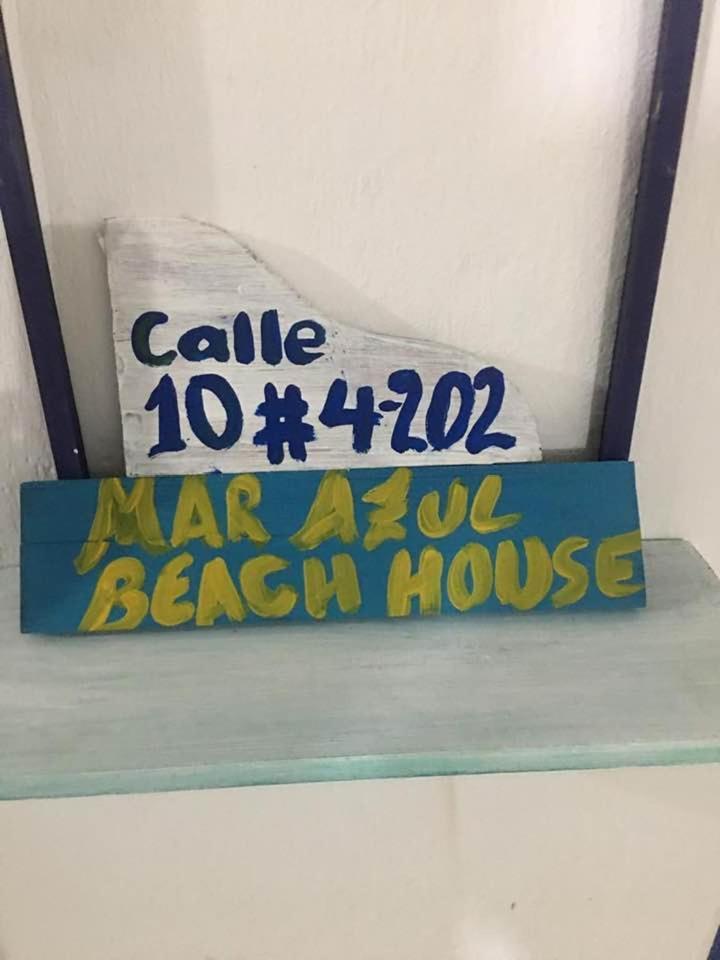 Calle
10 # 4-202
MAR AZUL
BEACH HOUSE